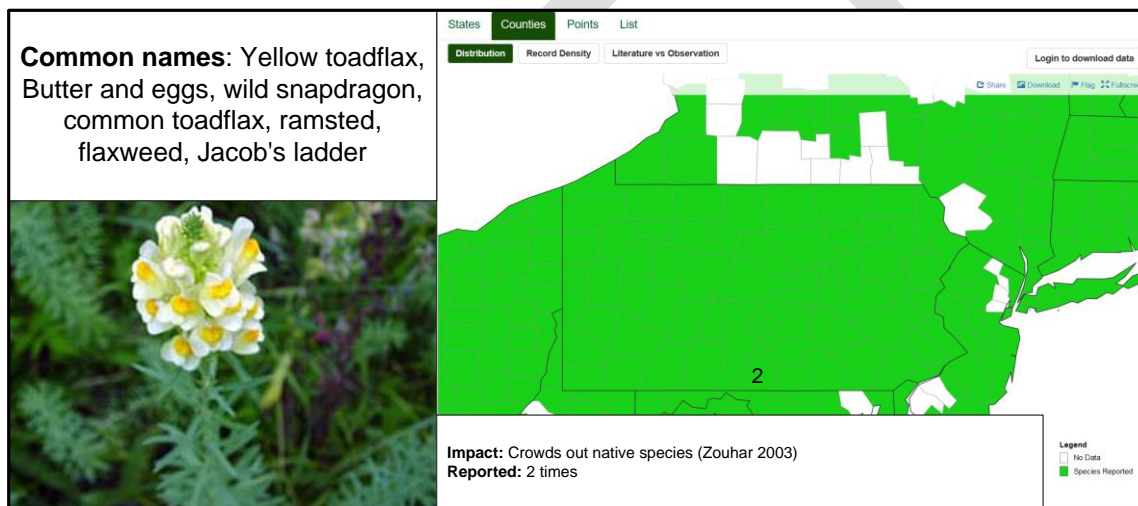 Common names: Yellow toadflax,
Butter and eggs, wild snapdragon,
common toadflax, ramsted,
flaxweed, Jacob's ladder
States Counties Points List
Distribution Record Density Literature vs Observation
Login to download data
Share Download Flag Fullscreen
2
Impact: Crowds out native species (Zouhar 2003)
Reported: 2 times
Legend
No Data
Species Reported